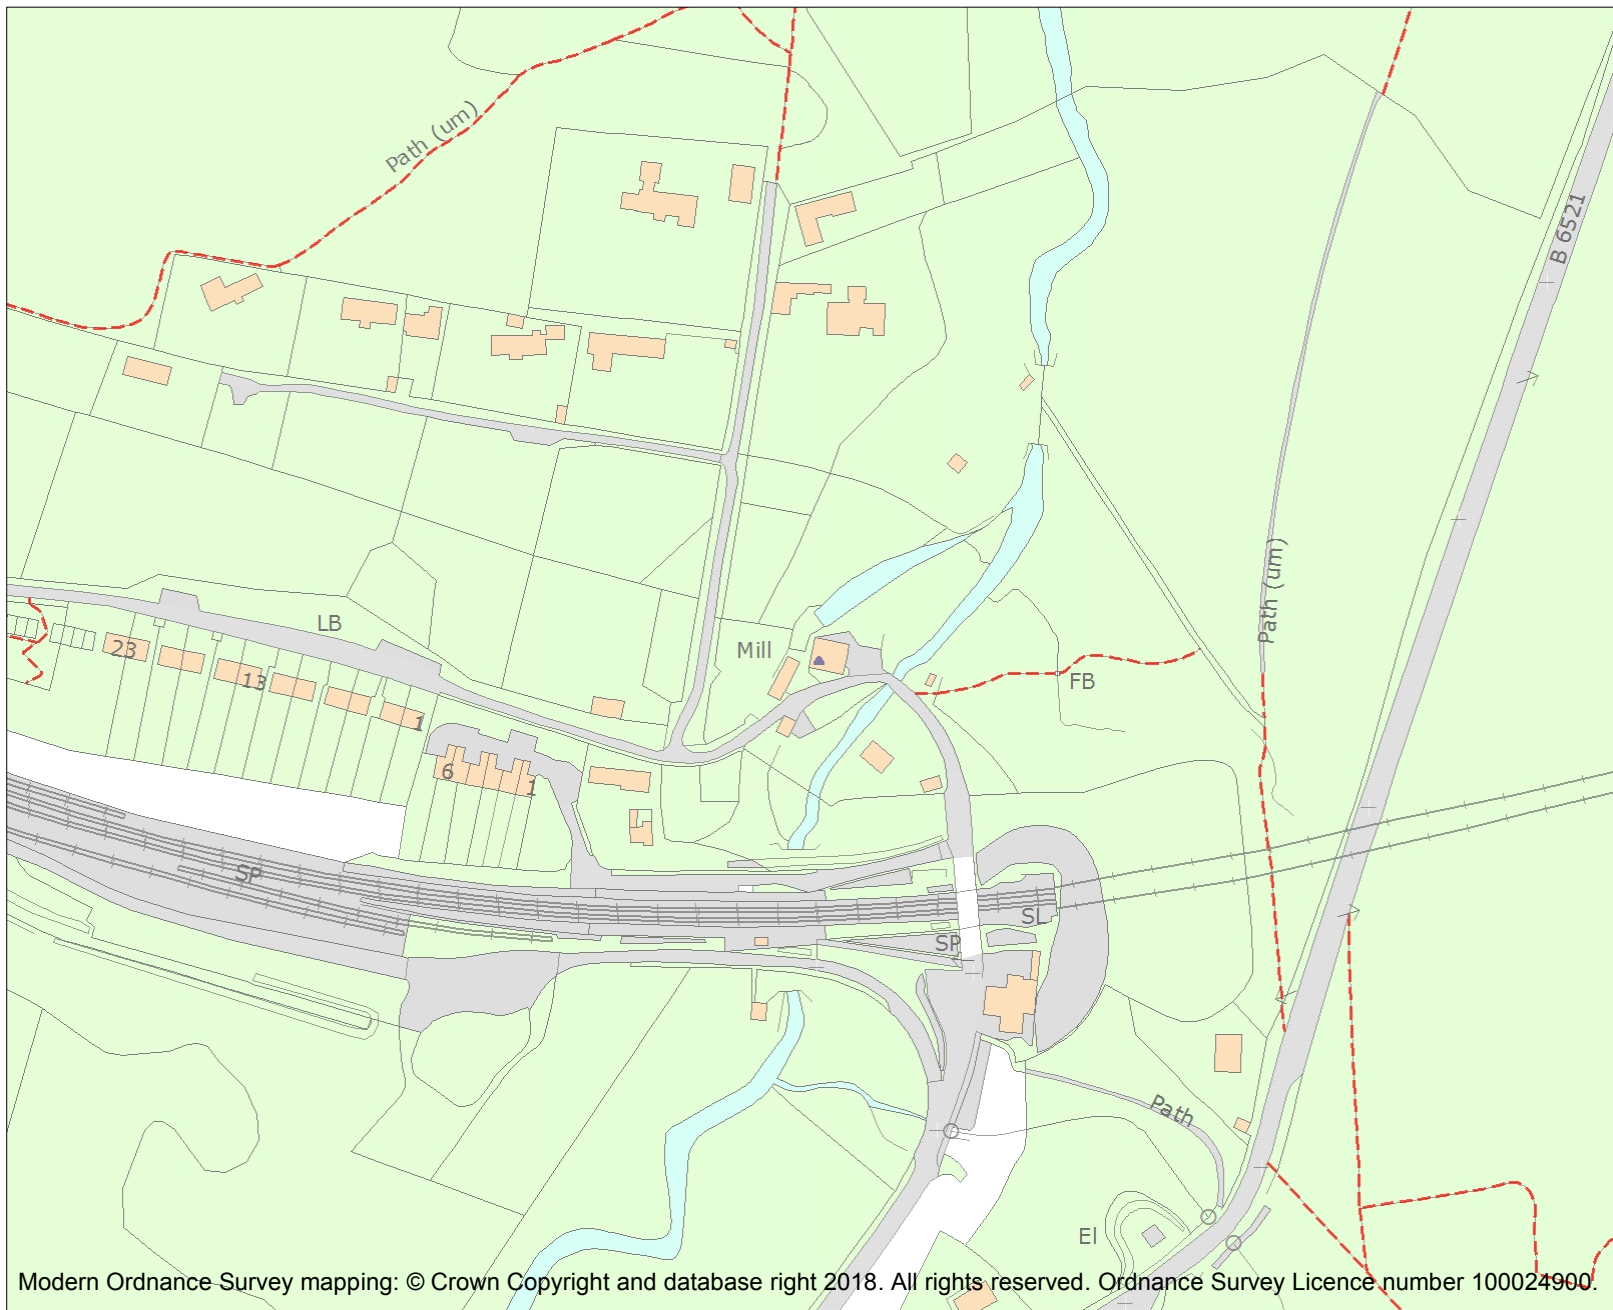 Path (um)
B 6521
Path (um)
LB
23
13
1
Mill
FB
6
1
SP
SL
SP
Path
El
Modern Ordnance Survey mapping: © Crown Copyright and database right 2018. All rights reserved. Ordnance Survey Licence number 100024900.